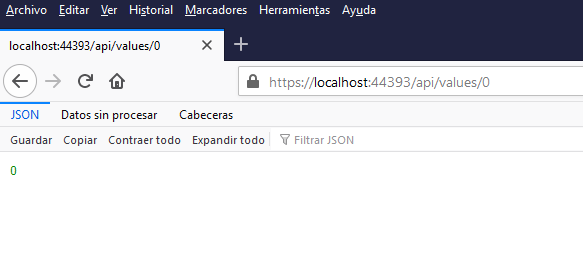 Archivo Editar Ver Historial Marcadores Herramientas Ayuda
localhost:44393/api/values/0
https://localhost:44393/api/values/0
JSON Datos sin procesar Cabeceras
Guardar Copiar Contraer todo Expandir todo Filtrar JSON
0